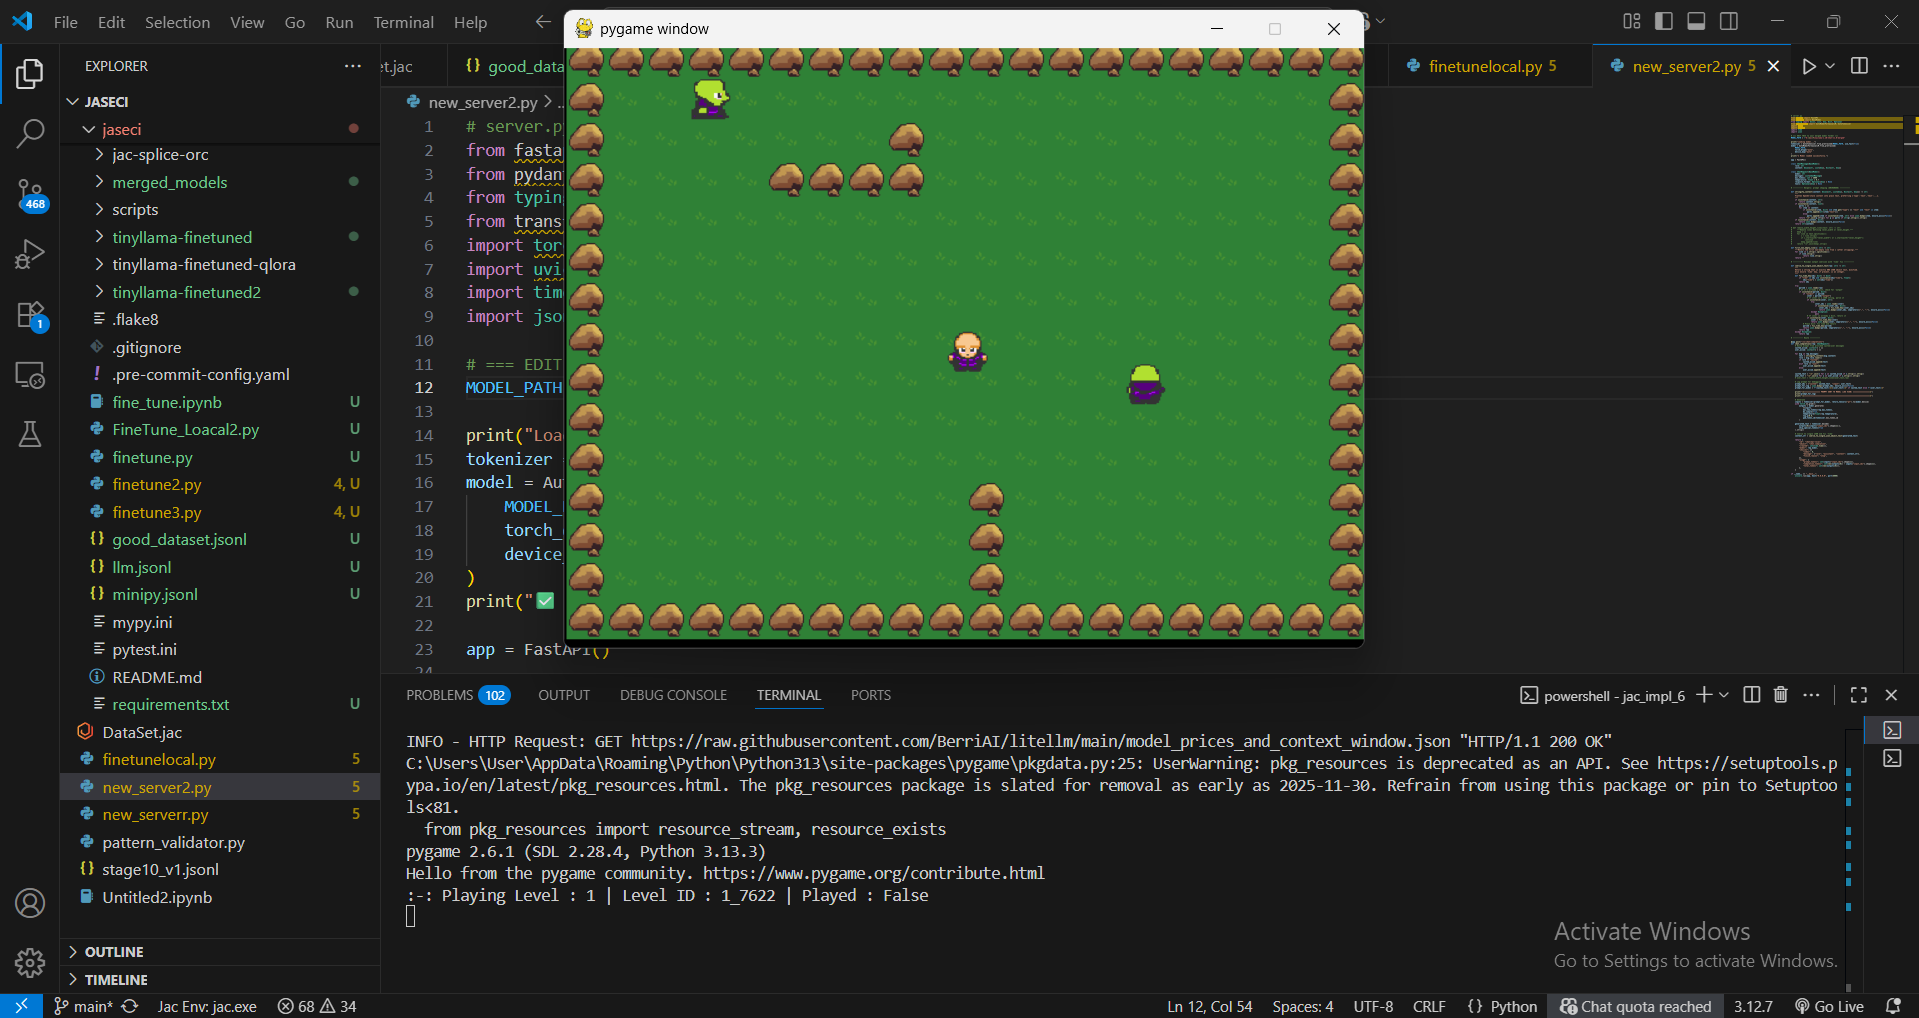 File Edit Selection View Go Run Terminal Help
pygame window
EXPLORER
JASECI
jaseci
jac-splice-orc
merged_models
scripts
tinyllama-finetuned
tinyllama-finetuned-qlora
tinyllama-finetuned2
.flake8
.gitignore
.pre-commit-config.yaml
fine_tune.ipynb U
FineTune_Loacal2.py U
finetune.py U
finetune2.py 4, U
finetune3.py 4, U
good_dataset.jsonl U
llm.jsonl U
minipy.jsonl U
mypy.ini
pytest.ini
README.md
requirements.txt U
DataSet.jac
finetunelocal.py 5
new_server2.py 5
new_serverr.py 5
pattern_validator.py
stage10_v1.jsonl
Untitled2.ipynb
OUTLINE
TIMELINE
468
1
et.jac
good_data
finetunelocal.py 5
new_server2.py 5
new_server2.py > ..
1 # server.p
2 from fasta
3 from pydan
4 from typin
5 from trans
6 import tor
7 import uvi
8 import tim
9 import jso
10
11 # === EDIT
12 MODEL_PATH
13
14 print("Loa
15 tokenizer
16 model = Au
17 MODEL_
18 torch_
19 device_
20 )
21 print("✅
22
23 app = FastAPI()
24
PROBLEMS 102 OUTPUT DEBUG CONSOLE TERMINAL PORTS
powershell - jac_impl_6
INFO - HTTP Request: GET https://raw.githubusercontent.com/BerriAI/litellm/main/model_prices_and_context_window.json "HTTP/1.1 200 OK"
C:\Users\User\AppData\Roaming\Python\Python313\site-packages\pygame\pkgdata.py:25: UserWarning: pkg_resources is deprecated as an API. See https://setuptools.p
ypa.io/en/latest/pkg_resources.html. The pkg_resources package is slated for removal as early as 2025-11-30. Refrain from using this package or pin to Setuptoo
ls<81.
from pkg_resources import resource_stream, resource_exists
pygame 2.6.1 (SDL 2.28.4, Python 3.13.3)
Hello from the pygame community. https://www.pygame.org/contribute.html
:-: Playing Level : 1 | Level ID : 1_7622 | Played : False
Activate Windows
Go to Settings to activate Windows.
main* Jac Env: jac.exe 68 34
Ln 12, Col 54 Spaces: 4 UTF-8 CRLF {} Python Chat quota reached 3.12.7 Go Live